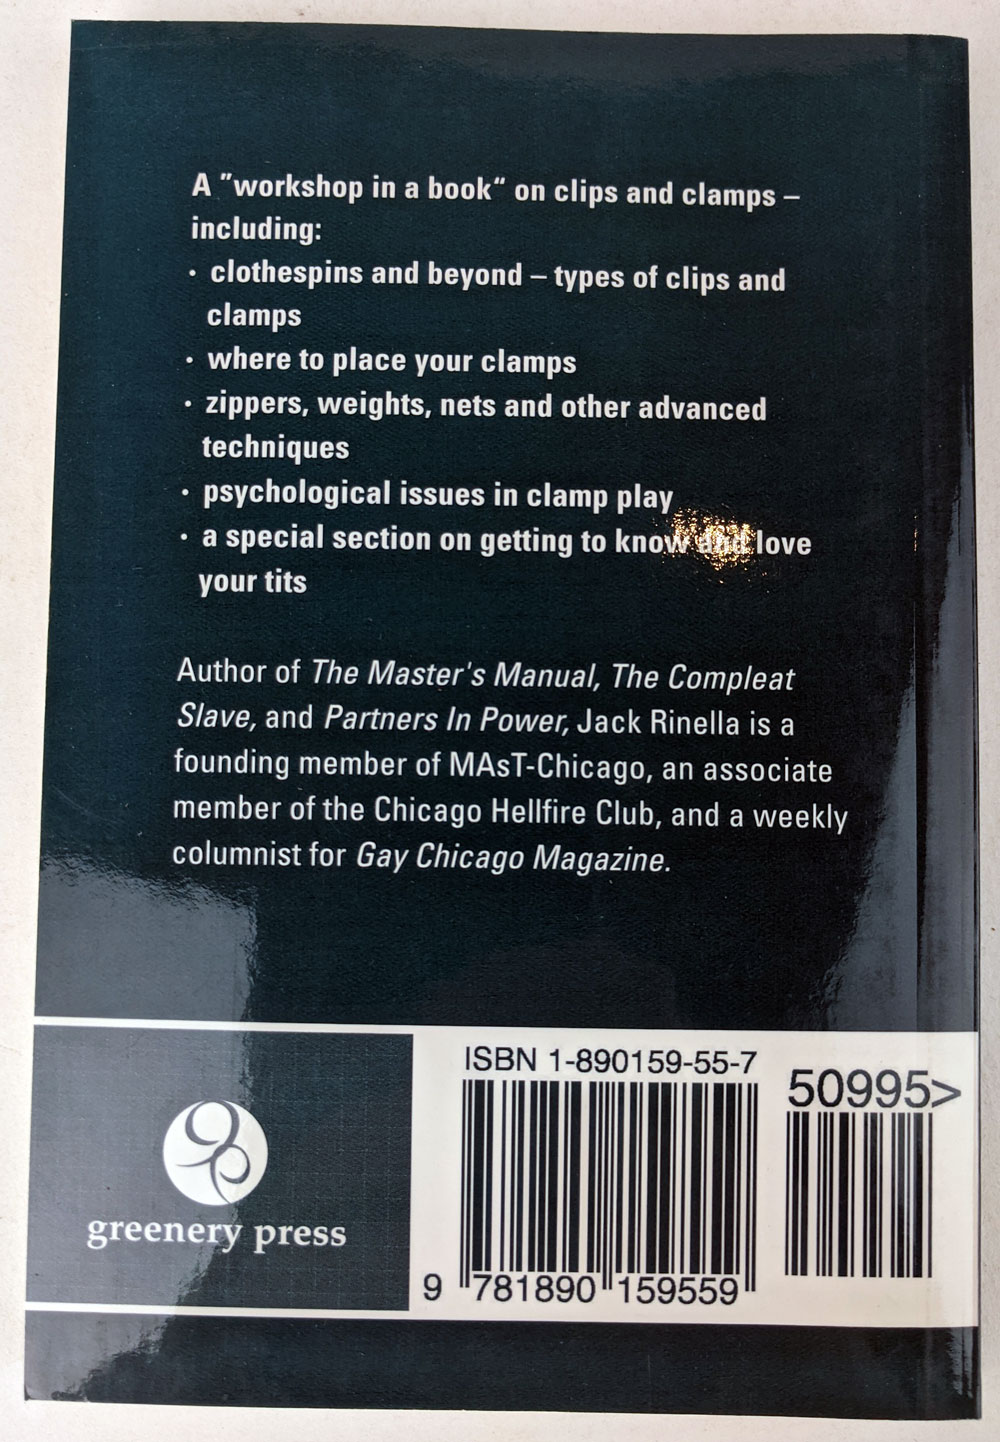 A "workshop in a book" on clips and clamps –
including:
• clothespins and beyond – types of clips and
clamps
• where to place your clamps
• zippers, weights, nets and other advanced
techniques
• psychological issues in clamp play
• a special section on getting to know and love
your tits
Author of The Master's Manual, The Compleat
Slave, and Partners In Power, Jack Rinella is a
founding member of MAsT-Chicago, an associate
member of the Chicago Hellfire Club, and a weekly
columnist for Gay Chicago Magazine.
ISBN 1-890159-55-7
50995>
greenery press
9 781890 159559